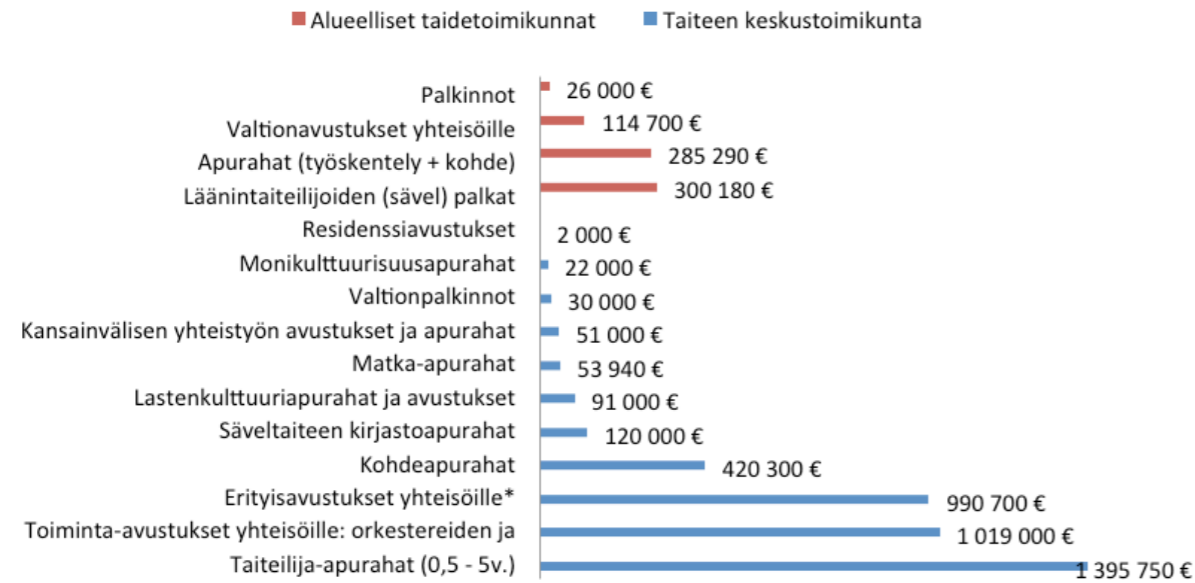 Alueelliset taidetoimikunnat Taiteen keskustoimikunta
Palkinnot 26 000 €
Valtionavustukset yhteisöille 114 700 €
Apurahat (työskentely + kohde) 285 290 €
Läänintaiteilijoiden (sävel) palkat 300 180 €
Residenssiavustukset 2 000 €
Monikulttuurisuusapurahat 22 000 €
Valtionpalkinnot 30 000 €
Kansainvälisen yhteistyön avustukset ja apurahat 51 000 €
Matka-apurahat 53 940 €
Lastenkulttuuriapurahat ja avustukset 91 000 €
Säveltaiteen kirjastoapurahat 120 000 €
Kohdeapurahat 420 300 €
Erityisavustukset yhteisöille* 990 700 €
Toiminta-avustukset yhteisöille: orkestereiden ja 1 019 000 €
Taiteilija-apurahat (0,5 - 5v.) 1 395 750 €